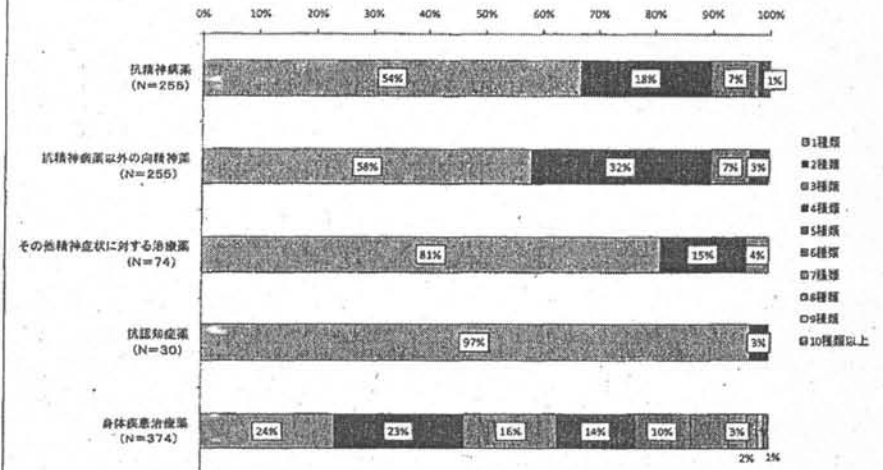 0% 10% 20% 30% 40% 50% 60% 70% 80% 90% 100%
抗精神病薬
(N=255)
54% 18% 7% 1%
抗精神病薬以外の向精神薬
(N=255)
58% 32% 7% 3%
その他精神症状に対する治療薬
(N=74)
81% 15% 4%
抗認知症薬
(N=30)
97% 3%
身体疾患治療薬
(N=374)
24% 23% 16% 14% 10% 3%
2% 1%
1種類
2種類
3種類
4種類
5種類
6種類
7種類
8種類
9種類
10種類以上